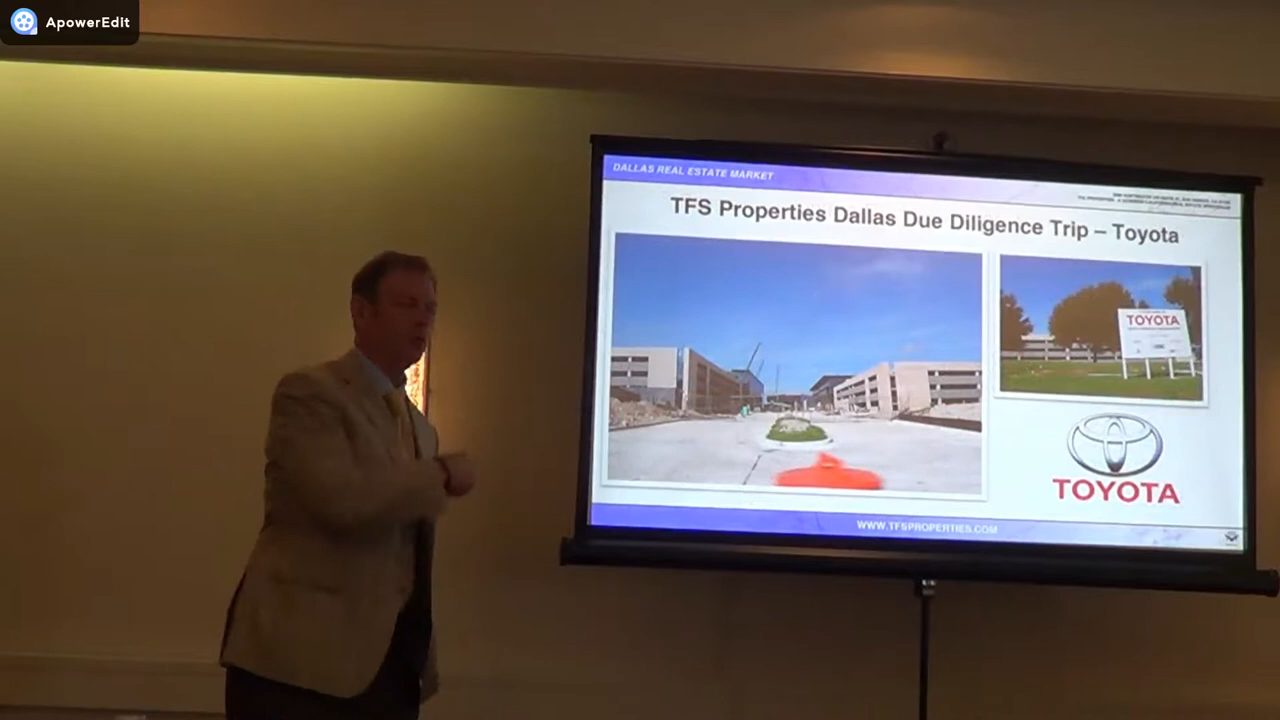 ApowerEdit
DALLAS REAL ESTATE MARKET
TFS Properties Dallas Due Diligence Trip – Toyota
TOYOTA
TOYOTA
WWW.TFSPROPERTIES.COM